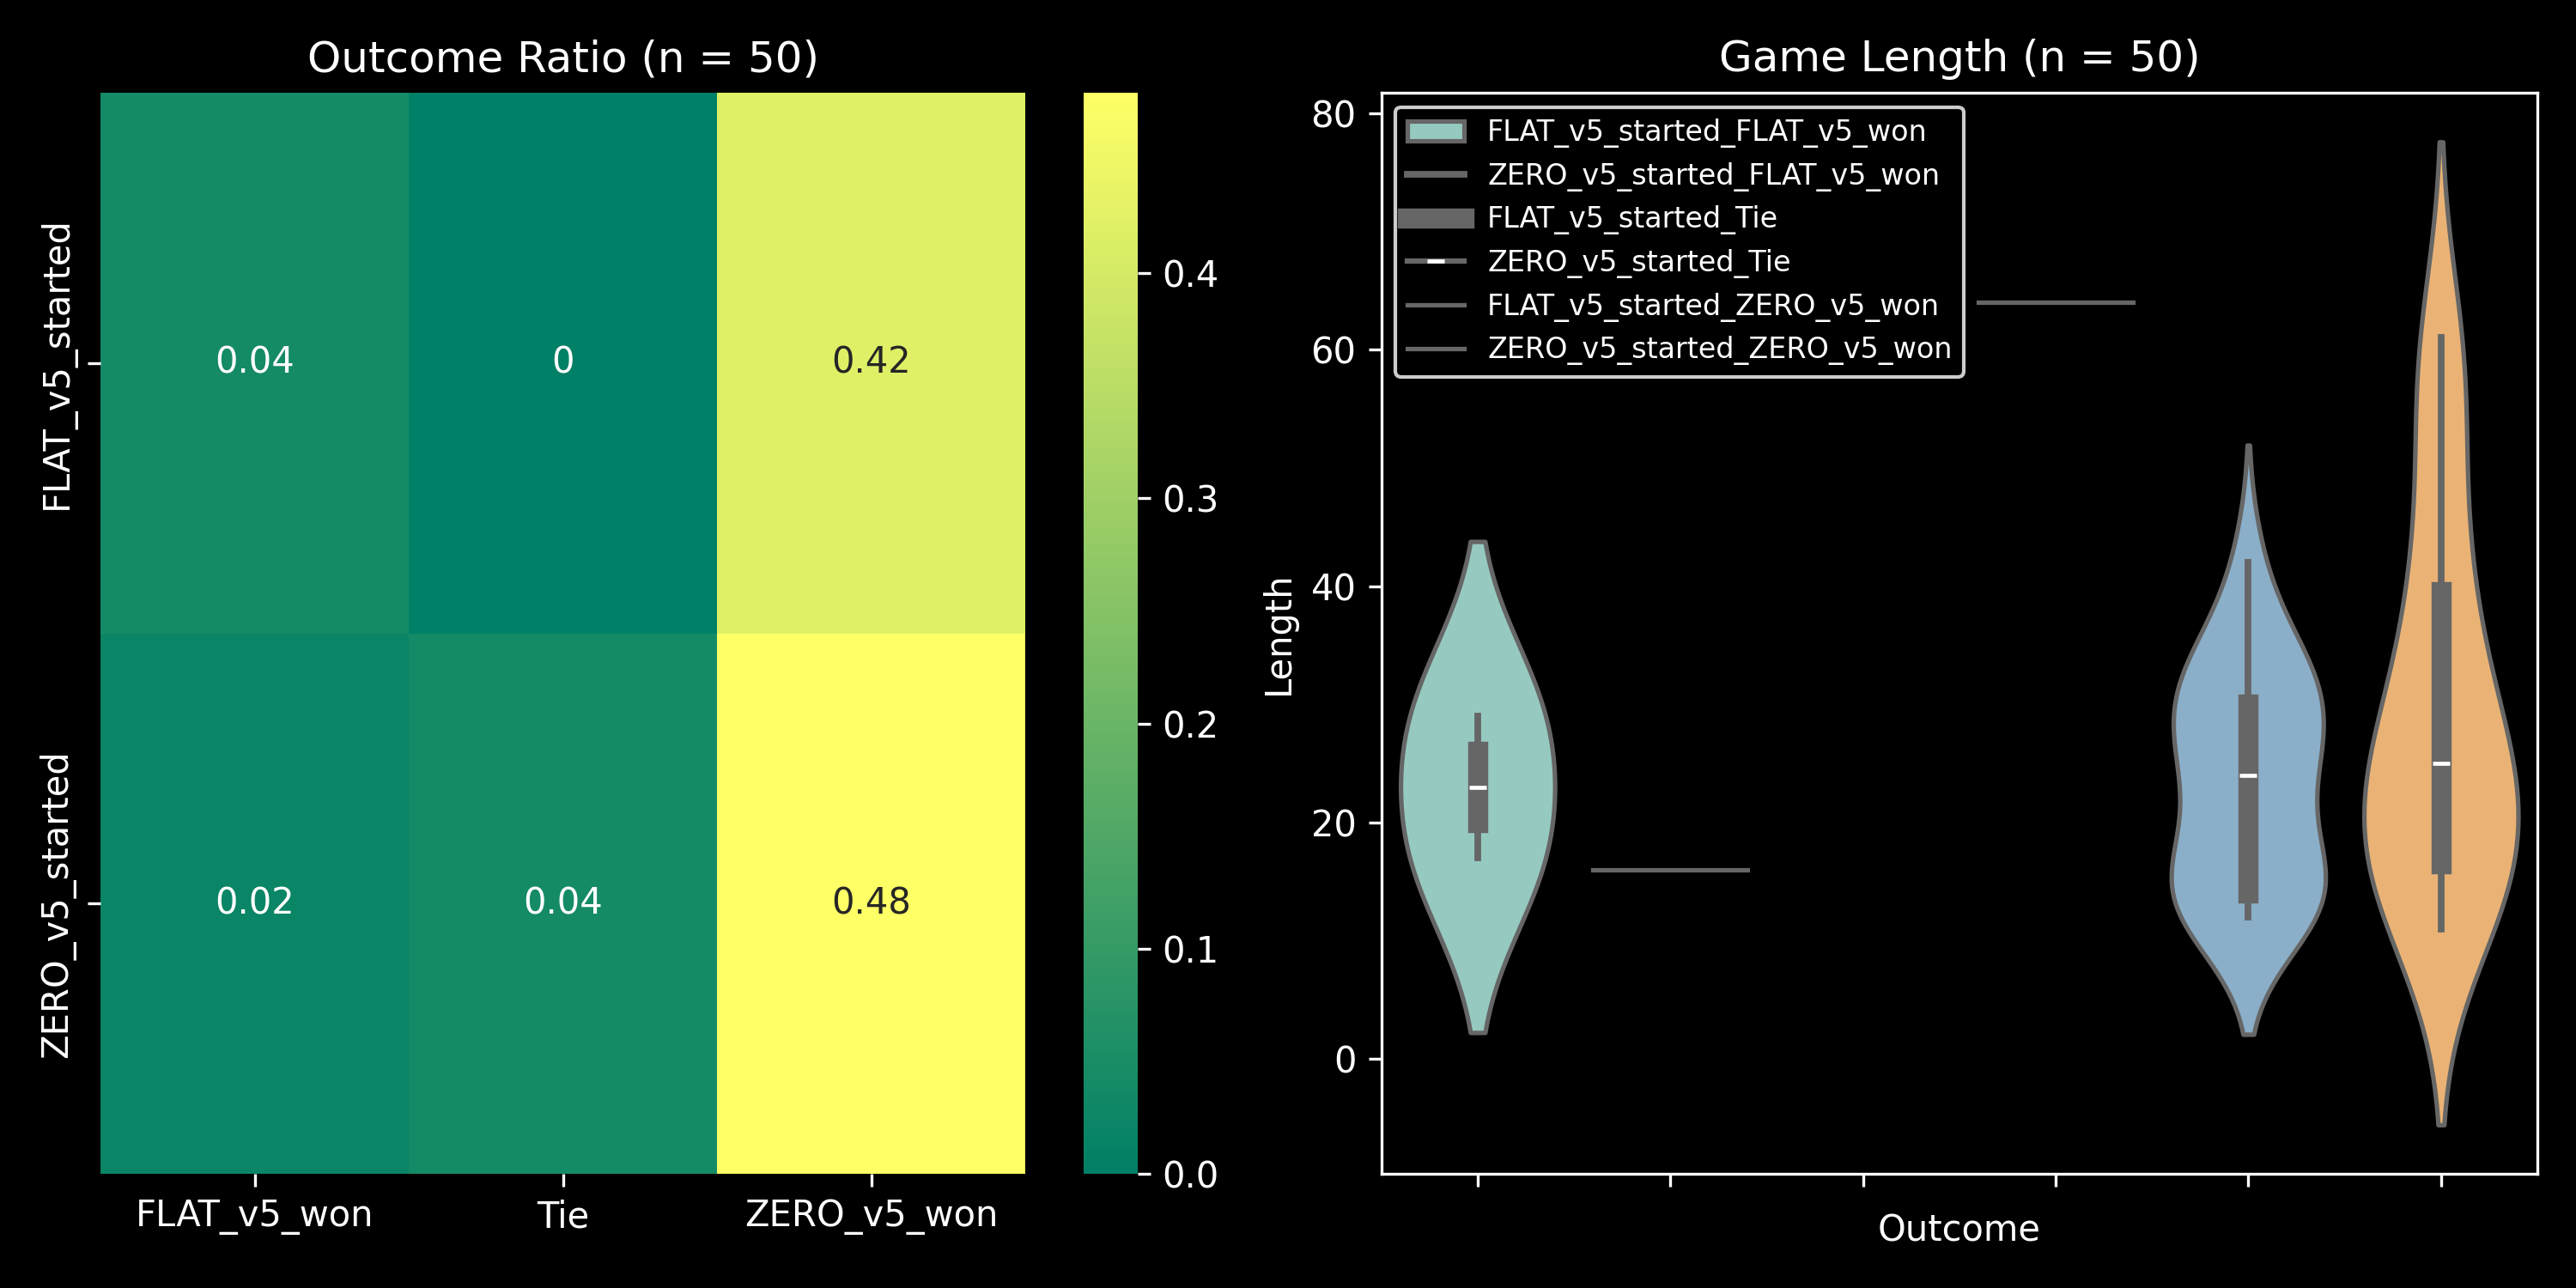 Outcome Ratio (n = 50)
FLAT_v5_started
ZERO_v5_started
0.04
0
0.42
0.02
0.04
0.48
FLAT_v5_won
Tie
ZERO_v5_won
0.4
0.3
0.2
0.1
0.0
Game Length (n = 50)
Length
80
60
40
20
0
FLAT_v5_started_FLAT_v5_won
ZERO_v5_started_FLAT_v5_won
FLAT_v5_started_Tie
ZERO_v5_started_Tie
FLAT_v5_started_ZERO_v5_won
ZERO_v5_started_ZERO_v5_won
Outcome